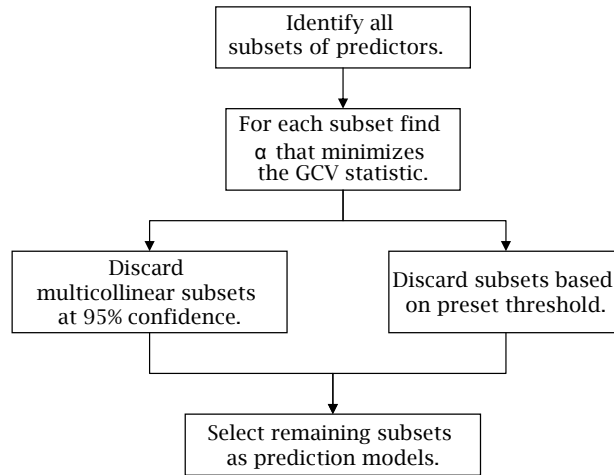 Identify all
subsets of predictors.
For each subset find
α that minimizes
the GCV statistic.
Discard
multicollinear subsets
at 95% confidence.
Discard subsets based
on preset threshold.
Select remaining subsets
as prediction models.